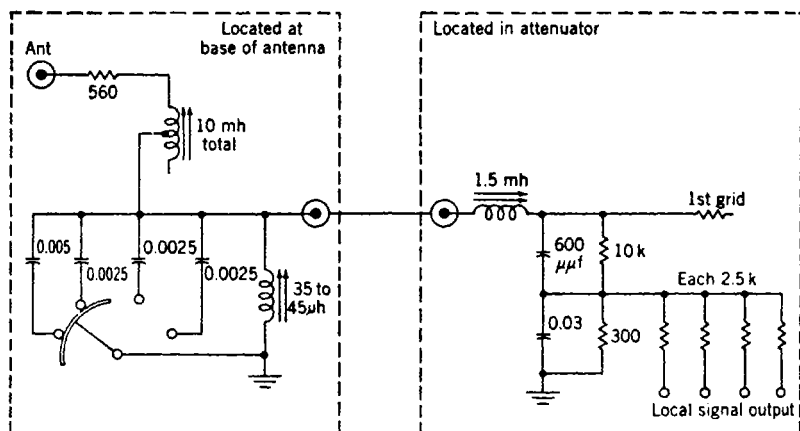 Located at
base of antenna
Ant
560
10 mh
total
0.005
0.0025
0.0025
0.0025
35 to
45μh
Located in attenuator
1.5 mh
1st grid
600
μμf
10 k
Each 2.5 k
0.03
300
Local signal output